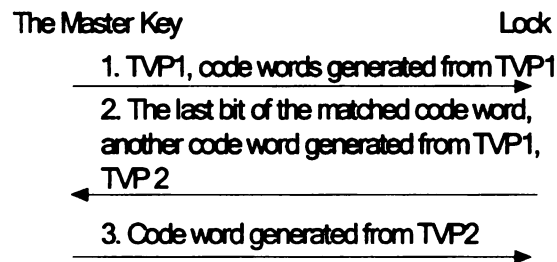 The Master Key Lock
1. TVP1, code words generated from TVP1
2. The last bit of the matched code word,
another code word generated from TVP1,
TVP 2
3. Code word generated from TVP2